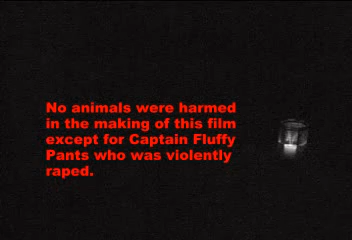 No animals were harmed
in the making of this film
except for Captain Fluffy
Pants who was violently
raped.